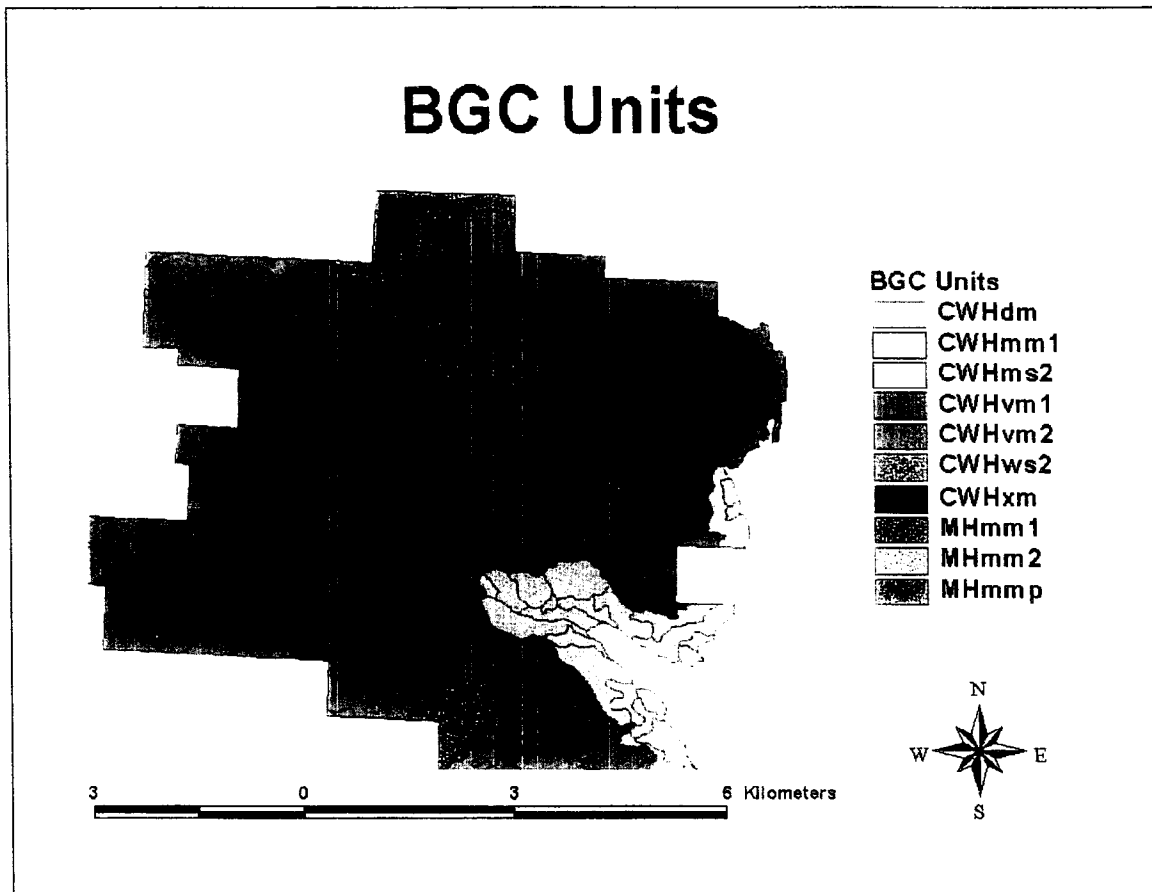 BGC Units
BGC Units
CWHdm
CWHmm1
CWHms2
CWHvm1
CWHvm2
CWHws2
CWHxm
MHmm1
MHmm2
MHmmp
N
W E
S
3 0 3 6 Kilometers